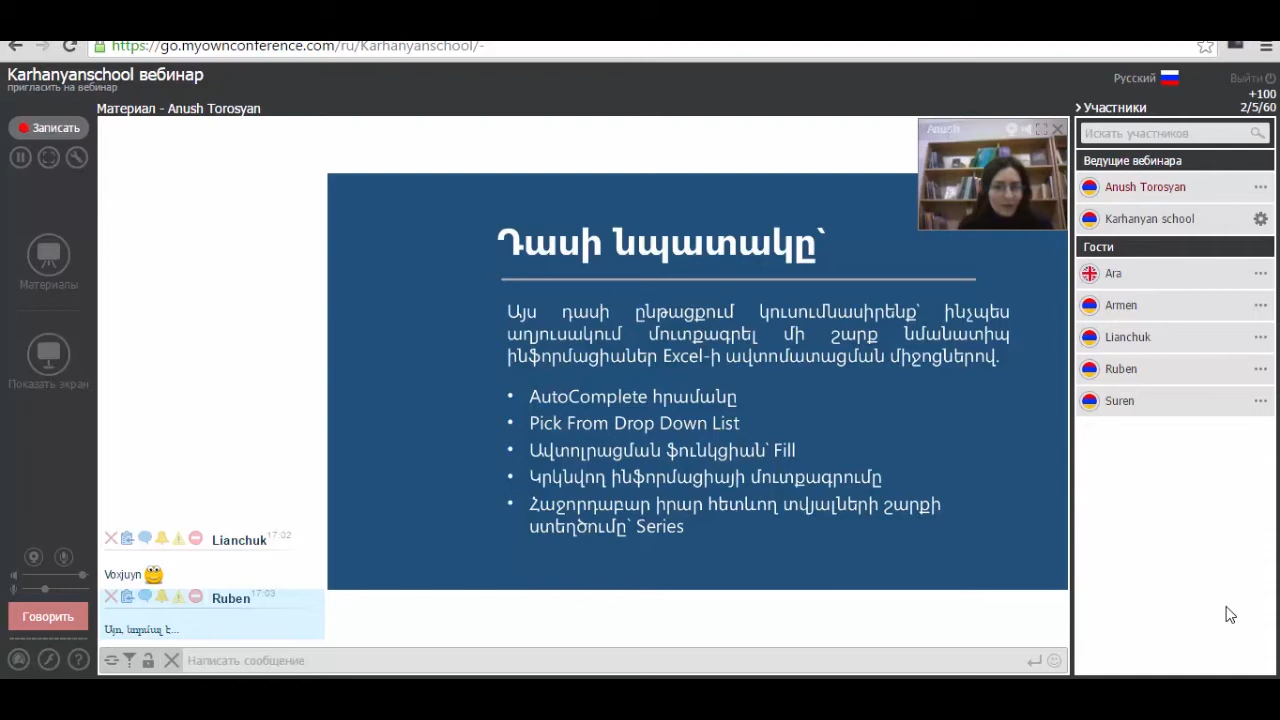 https://go.myownconference.com/ru/Karhanyanschool/-
Karhanyanschool вебинар
пригласить на вебинар
Русский
Выйти
+100
2/5/60
Материал - Anush Torosyan
Участники
Записать
Anush
Искать участников
Ведущие вебинара
Anush Torosyan
Karhanyan school
Гости
Ara
Armen
Lianchuk
Ruben
Suren
Материалы
Показать экран
Դասի նպատակը՝
Այս դասի ընթացքում կուսումնասիրենք՝ ինչպես
աղյուսակում մուտքագրել մի շարք նմանատիպ
ինֆորմացիաներ Excel-ի ավտոմատացման միջոցներով.
• AutoComplete հրամանը
• Pick From Drop Down List
• Ավտոլրացման ֆունկցիան՝ Fill
• Կրկնվող ինֆորմացիայի մուտքագրումը
• Հաջորդաբար իրար հետևող տվյալների շարքի
ստեղծումը՝ Series
Lianchuk 17:02
Voxjuyn
Ruben 17:03
Այո, նորմալ է...
Говорить
Написать сообщение